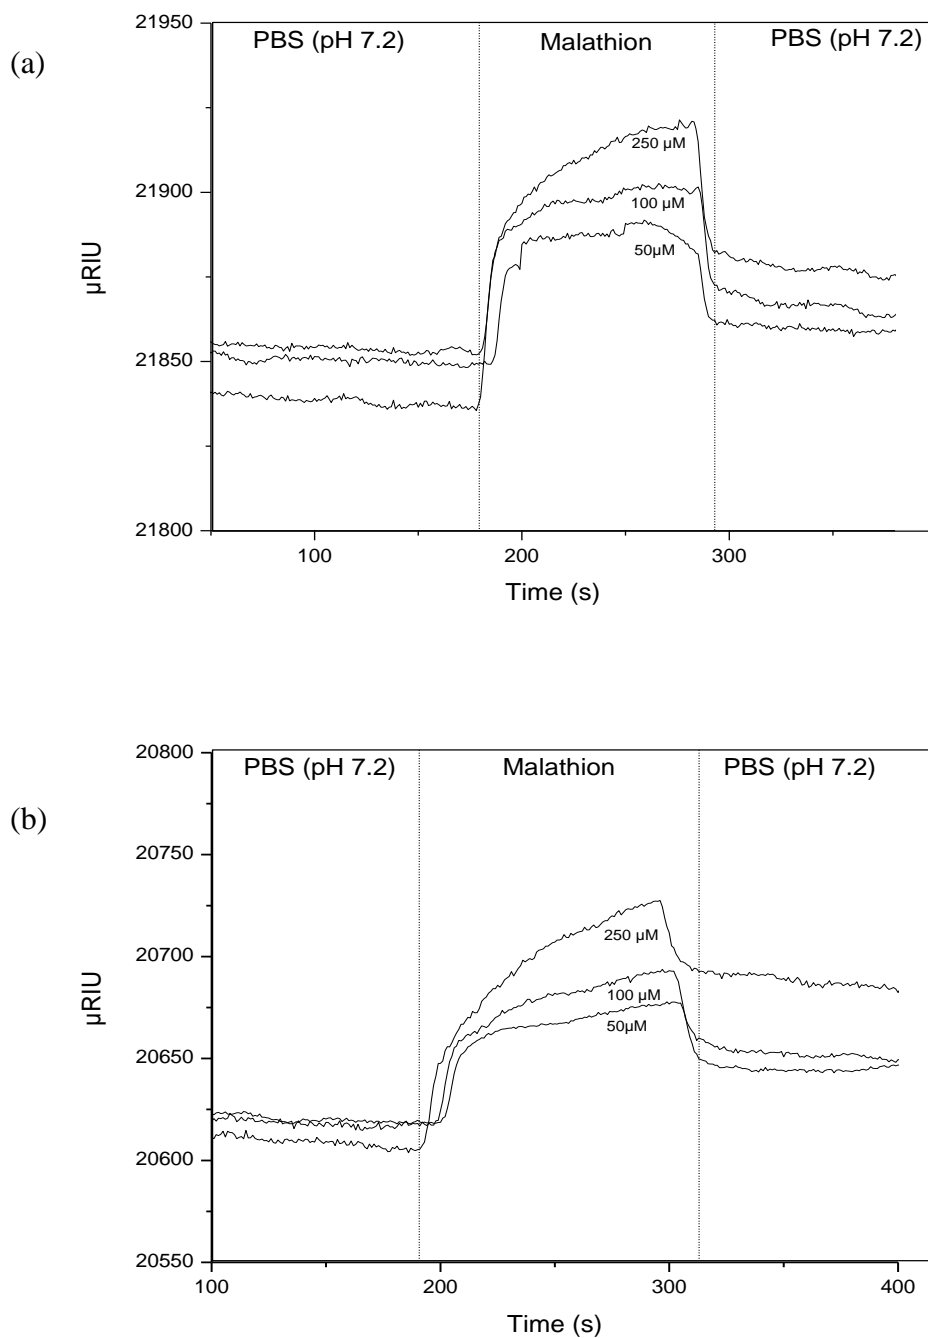 (a)
PBS (pH 7.2) Malathion PBS (pH 7.2)
21950
21900
21850
21800
µRIU
250 µM
100 µM
50µM
100 200 300
Time (s)
(b)
PBS (pH 7.2) Malathion PBS (pH 7.2)
20800
20750
20700
20650
20600
20550
µRIU
250 µM
100 µM
50µM
100 200 300 400
Time (s)